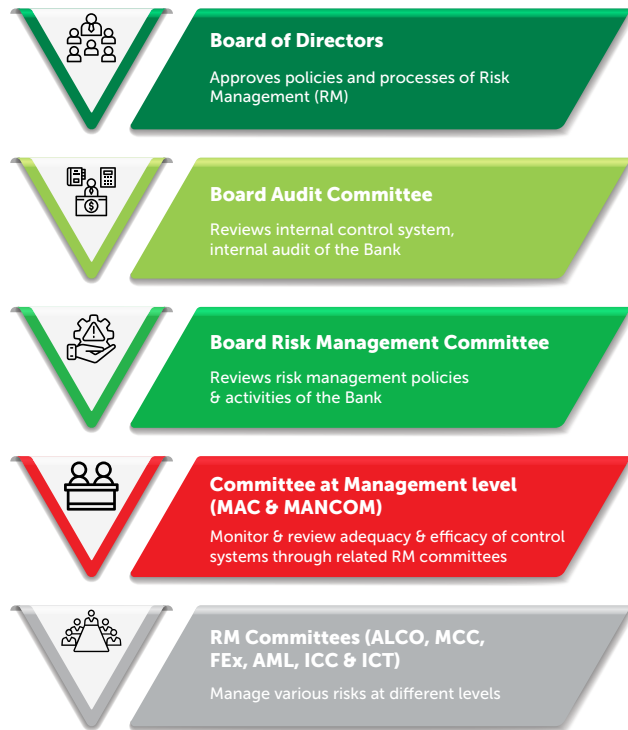 Board of Directors
Approves policies and processes of Risk
Management (RM)
Board Audit Committee
Reviews internal control system,
internal audit of the Bank
Board Risk Management Committee
Reviews risk management policies
& activities of the Bank
Committee at Management level
(MAC & MANCOM)
Monitor & review adequacy & efficacy of control
systems through related RM committees
RM Committees (ALCO, MCC,
FEx, AML, ICC & ICT)
Manage various risks at different levels